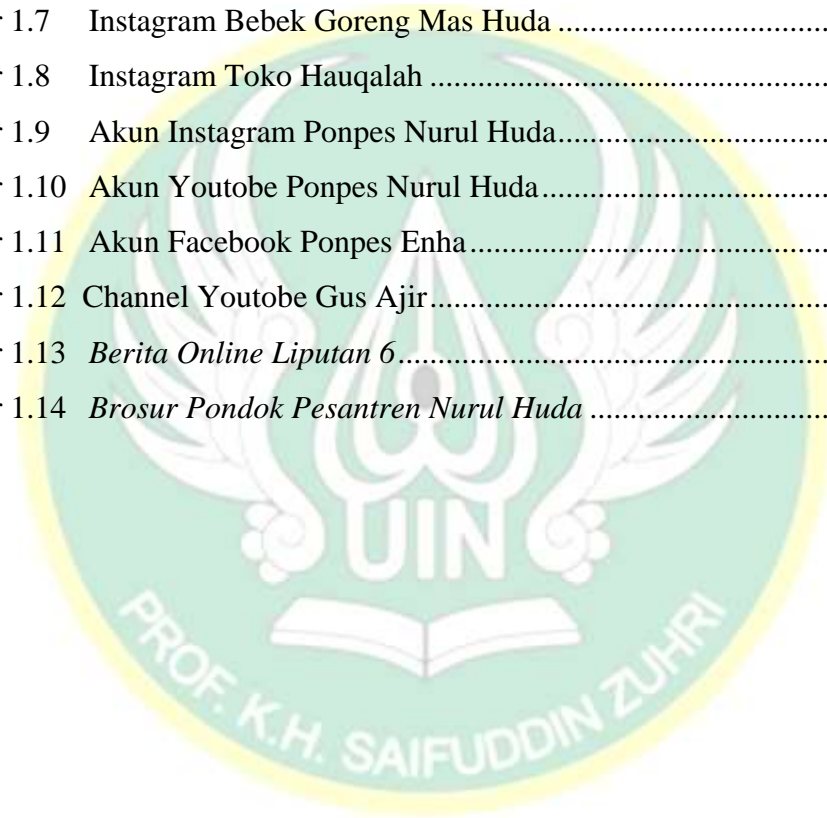 r 1.7 Instagram Bebek Goreng Mas Huda ....................................
r 1.8 Instagram Toko Hauqalah .....................................................
r 1.9 Akun Instagram Ponpes Nurul Huda....................................
r 1.10 Akun Youtobe Ponpes Nurul Huda......................................
r 1.11 Akun Facebook Ponpes Enha................................................
r 1.12 Channel Youtobe Gus Ajir.....................................................
r 1.13 Berita Online Liputan 6.........................................................
r 1.14 Brosur Pondok Pesantren Nurul Huda ................................
UIN
PROF. K.H. SAIFUDDIN ZUHRI